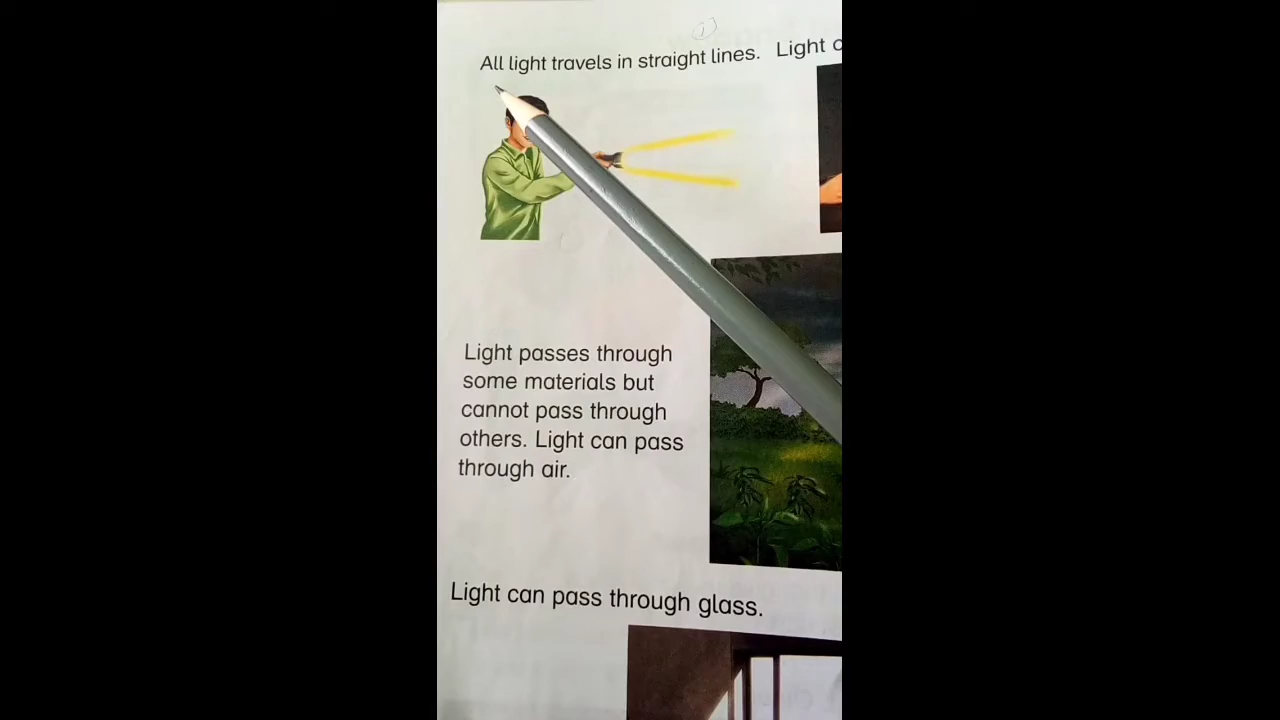 All light travels in straight lines. Light
Light passes through
some materials but
cannot pass through
others. Light can pass
through air.
Light can pass through glass.